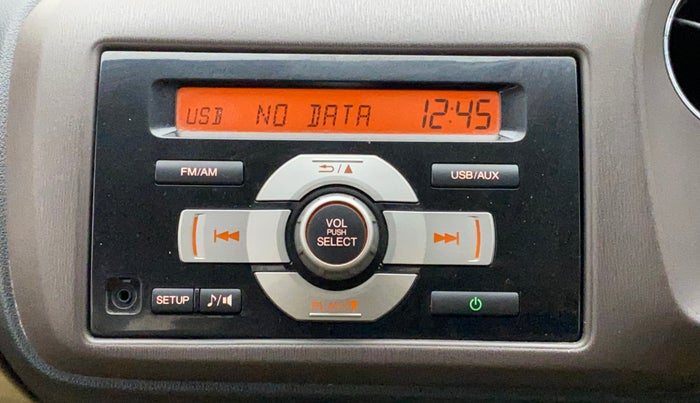 USB NO DATA 12:45
FM/AM
USB/AUX
VOL
PUSH
SELECT
SETUP